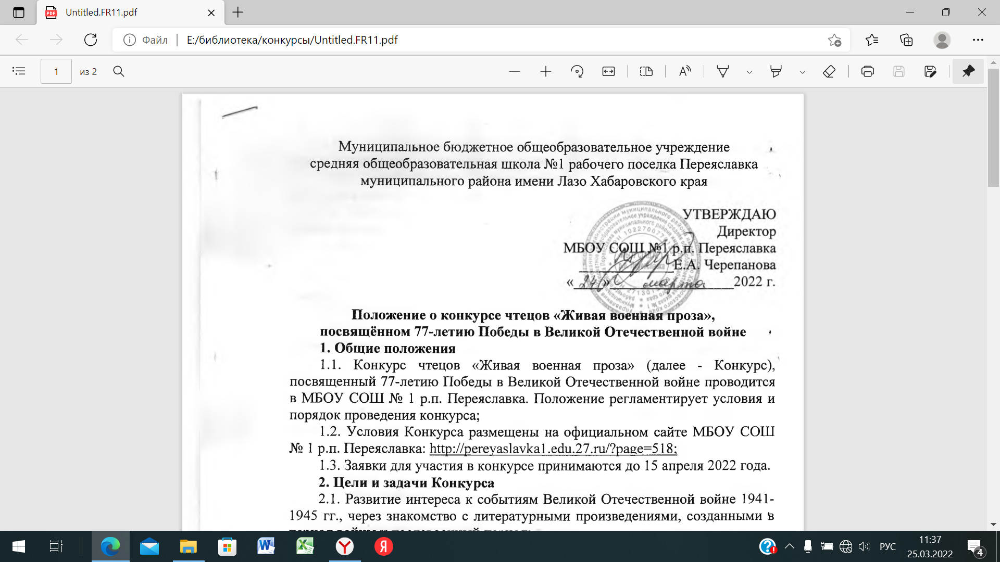 Untitled.FR11.pdf
Файл
E:/библиотека/конкурсы/Untitled.FR11.pdf
1 из 2
Муниципальное бюджетное общеобразовательное учреждение
средняя общеобразовательная школа №1 рабочего поселка Переяславка
муниципального района имени Лазо Хабаровского края
УТВЕРЖДАЮ
Директор
МБОУ СОШ №1 р.п. Переяславка
Е.А. Черепанова
«24» марта 2022 г.
Положение о конкурсе чтецов «Живая военная проза»,
посвящённом 77-летию Победы в Великой Отечественной войне
1. Общие положения
1.1. Конкурс чтецов «Живая военная проза» (далее - Конкурс),
посвященный 77-летию Победы в Великой Отечественной войне проводится
в МБОУ СОШ № 1 р.п. Переяславка. Положение регламентирует условия и
порядок проведения конкурса;
1.2. Условия Конкурса размещены на официальном сайте МБОУ СОШ
№ 1 р.п. Переяславка: http://pereyaslavka1.edu.27.ru/?page=518;
1.3. Заявки для участия в конкурсе принимаются до 15 апреля 2022 года.
2. Цели и задачи Конкурса
2.1. Развитие интереса к событиям Великой Отечественной войне 1941-
1945 гг., через знакомство с литературными произведениями, созданными в
РУС
11:37
25.03.2022
4